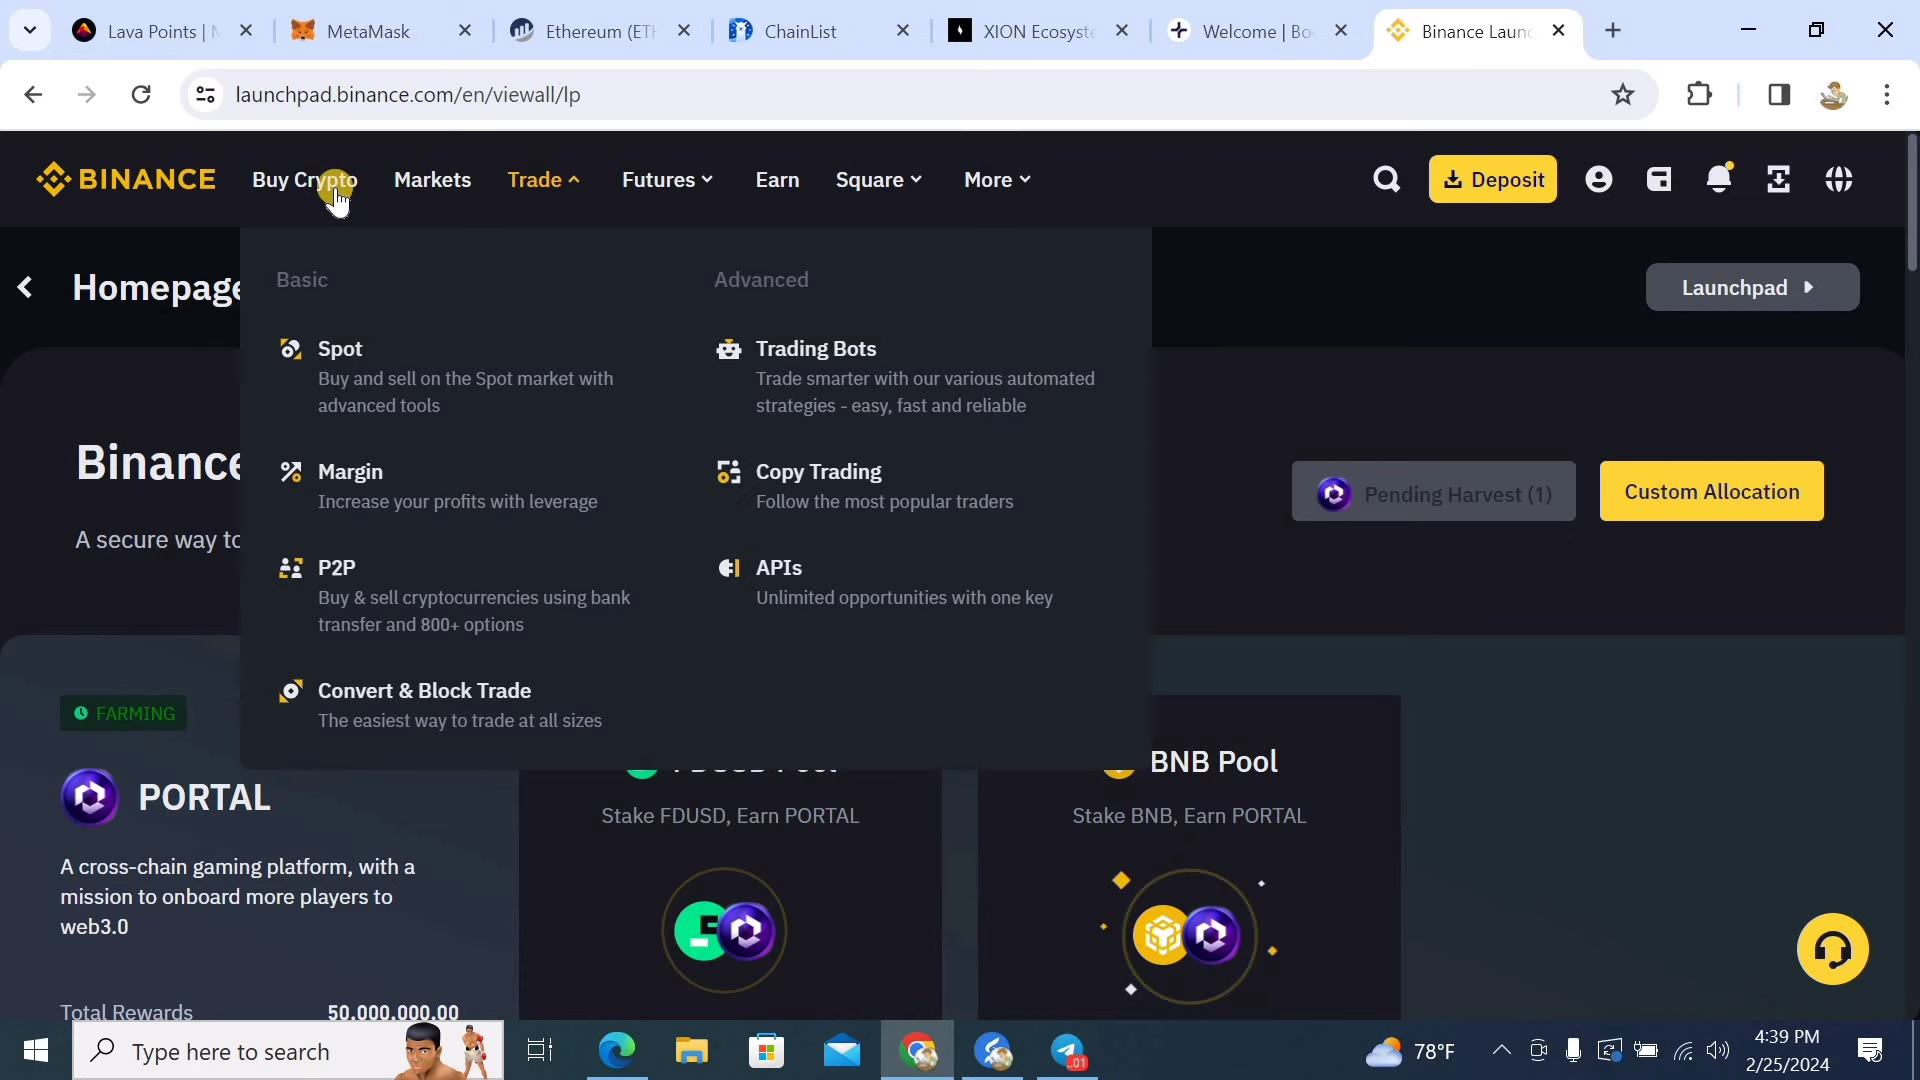 Lava Points |
MetaMask
Ethereum (ETH
ChainList
XION Ecosyste
Welcome | Bo
Binance Laun
launchpad.binance.com/en/viewall/lp
BINANCE
Buy Crypto
Markets
Trade
Futures
Earn
Square
More
Deposit
Homepage
Launchpad
Basic
Advanced
Spot
Buy and sell on the Spot market with
advanced tools
Trading Bots
Trade smarter with our various automated
strategies - easy, fast and reliable
Margin
Increase your profits with leverage
Copy Trading
Follow the most popular traders
P2P
Buy & sell cryptocurrencies using bank
transfer and 800+ options
APIs
Unlimited opportunities with one key
Convert & Block Trade
The easiest way to trade at all sizes
Binance
A secure way to
Pending Harvest (1)
Custom Allocation
FARMING
PORTAL
A cross-chain gaming platform, with a
mission to onboard more players to
web3.0
Total Rewards
50,000,000.00
FDUSD Pool
Stake FDUSD, Earn PORTAL
BNB Pool
Stake BNB, Earn PORTAL
Type here to search
01
78°F
4:39 PM
2/25/2024